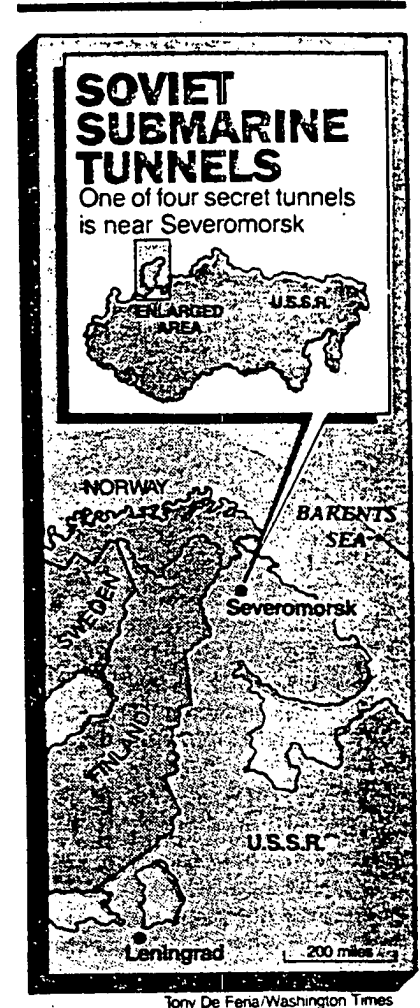 SOVIET
SUBMARINE
TUNNELS
One of four secret tunnels
is near Severomorsk
U.S.S.R.
ENLARGED
AREA
NORWAY
BARENTS
SEA
SWEDEN
Severomorsk
FINLAND
U.S.S.R.
Leningrad
200 miles
Tony De Feria/Washington Times